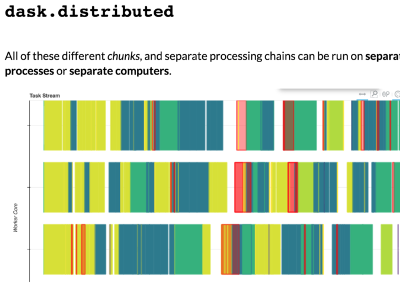 dask.distributed
All of these different chunks, and separate processing chains can be run on
processes or separate computers.
Task Stream
Worker Core